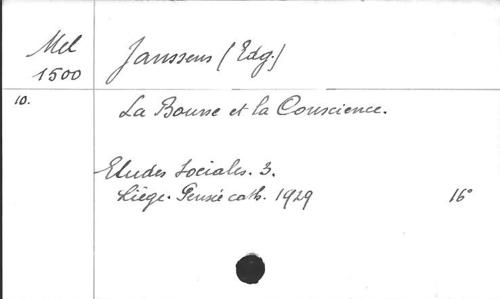 Mel
1500
Janssens (Edg.)
10.
La Bourse et la Conscience.
Etudes sociales. 3.
Liège. Pensée cath. 1929
16°